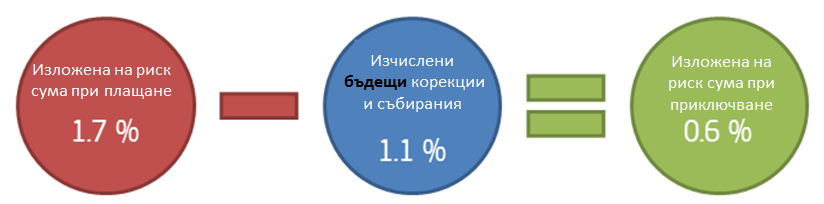 Изложена на риск
сума при плащане
1.7 %
Изчислени
бъдещи корекции
и събирания
1.1 %
Изложена на
риск сума при
приключване
0.6 %